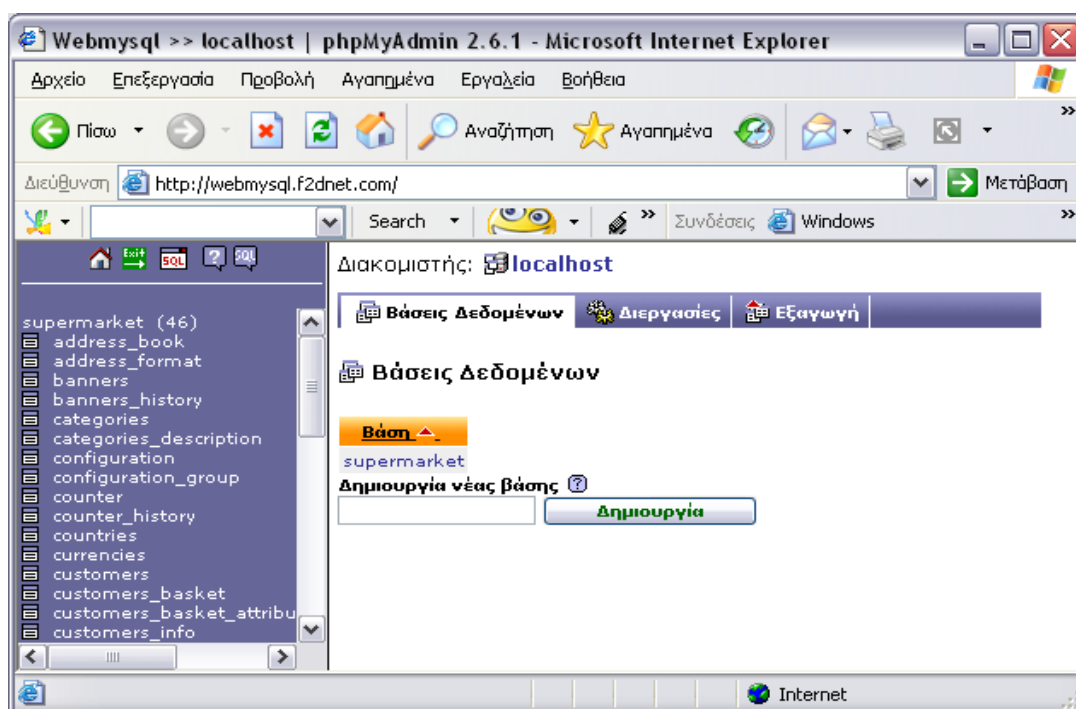 Webmysql >> localhost | phpMyAdmin 2.6.1 - Microsoft Internet Explorer
Αρχείο Επεξεργασία Προβολή Αγαπημένα Εργαλεία Βοήθεια
Πίσω Αναζήτηση Αγαπημένα »
Διεύθυνση http://webmysql.f2dnet.com/ Μετάβαση
Search » Συνδέσεις Windows »
Exit SQL ? SQL
supermarket (46)
address_book
address_format
banners
banners_history
categories
categories_description
configuration
configuration_group
counter
counter_history
countries
currencies
customers
customers_basket
customers_basket_attribu
customers_info
Διακομιστής: localhost
Βάσεις Δεδομένων Διεργασίες Εξαγωγή
Βάσεις Δεδομένων
Βάση
supermarket
Δημιουργία νέας βάσης ?
Δημιουργία
Internet